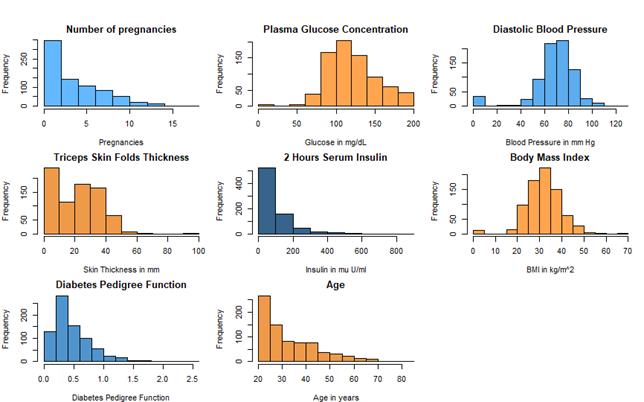 Number of pregnancies
Frequency
0 100 250
0 5 10 15
Pregnancies
Plasma Glucose Concentration
Frequency
0 50 150
0 50 100 150 200
Glucose in mg/dL
Diastolic Blood Pressure
Frequency
0 50 150
0 20 40 60 80 100 120
Blood Pressure in mm Hg
Triceps Skin Folds Thickness
Frequency
0 50 150
0 20 40 60 80 100
Skin Thickness in mm
2 Hours Serum Insulin
Frequency
0 200 400
0 200 400 600 800
Insulin in mu U/ml
Body Mass Index
Frequency
0 50 150
0 10 20 30 40 50 60 70
BMI in kg/m^2
Diabetes Pedigree Function
Frequency
0 100 200
0.0 0.5 1.0 1.5 2.0 2.5
Diabetes Pedigree Function
Age
Frequency
0 100 200
20 30 40 50 60 70 80
Age in years